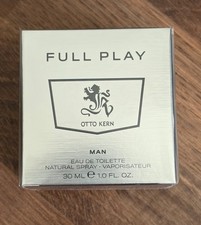 FULL PLAY
OTTO KERN
MAN
EAU DE TOILETTE
NATURAL SPRAY - VAPORISATEUR
30 ML ℮ 1.0 FL. OZ.